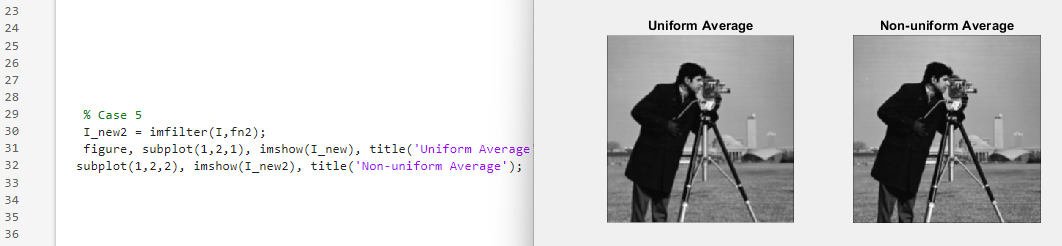 23
24
25
26
27
28
29 % Case 5
30 I_new2 = imfilter(I,fn2);
31 figure, subplot(1,2,1), imshow(I_new), title('Uniform Average'
32 subplot(1,2,2), imshow(I_new2), title('Non-uniform Average');
33
34
35
36
Uniform Average
Non-uniform Average